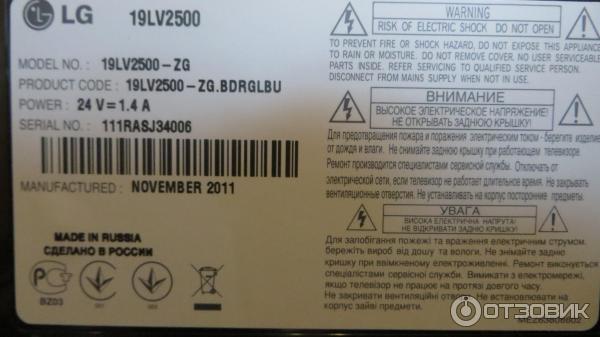 LG 19LV2500
MODEL NO. : 19LV2500-ZG
PRODUCT CODE : 19LV2500-ZG.BDRGLBU
POWER : 24 V⎓1.4 A
SERIAL NO. : 111RASJ34006
MANUFACTURED : NOVEMBER 2011
MADE IN RUSSIA
СДЕЛАНО В РОССИИ
BZ03
WARNING
RISK OF ELECTRIC SHOCK DO NOT OPEN
TO PREVENT FIRE OR SHOCK HAZARD, DO NOT EXPOSE THIS APPLIANCE
TO RAIN OR MOISTURE. DO NOT REMOVE COVER. NO USER SERVICEABLE
PARTS INSIDE. REFER SERVICING TO QUALIFIED SERVICE PERSONNEL.
DISCONNECT FROM MAINS SUPPLY WHEN NOT IN USE.
ВНИМАНИЕ
ВЫСОКОЕ ЭЛЕКТРИЧЕСКОЕ НАПРЯЖЕНИЕ!
НЕ ОТКРЫВАТЬ ЗАДНЮЮ КРЫШКУ!
Для предотвращения пожара и поражения электрическим током - берегите изделие
от дождя и влаги. Не снимайте заднюю крышку при работающем телевизоре.
Ремонт производится специалистами сервисной службы. Отключать от
электрической сети, если телевизор не работает длительное время. Не закрывать
вентиляционные отверстия. Не устанавливать на корпус посторонние предметы.
УВАГА
ВИСОКА ЕЛЕКТРИЧНА НАПРУГА!
НЕ ВІДКРИВАТИ ЗАДНЮ КРИШКУ!
Для запобігання пожежі та враження електричним струмом.
бережіть виріб від дошу та вологи. Не знімайте задню
кришку при ввімкненому електроживленні. Ремонт виконується
спеціалістами сервісної служби. Вимикати з електромережі,
якщо телевізор не працює на протязі довгого часу.
Не закривати вентиляційні отвори. Не встановлювати на
корпус зайві предмети.
ОТЗОВИК